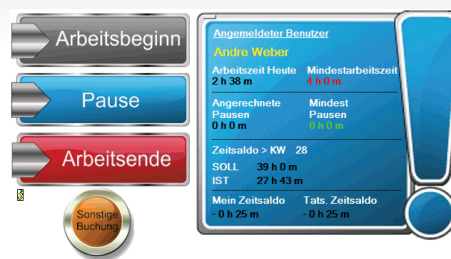 Arbeitsbeginn
Pause
Arbeitsende
Sonstige
Buchung
Angemeldeter Benutzer
Andre Weber
Arbeitszeit Heute Mindestarbeitszeit
2 h 38 m 4 h 0 m
Angerechnete Mindest
Pausen Pausen
0 h 0 m 0 h 0 m
Zeitsaldo > KW 28
SOLL 39 h 0 m
IST 27 h 43 m
Mein Zeitsaldo Tats. Zeitsaldo
- 0 h 25 m - 0 h 25 m